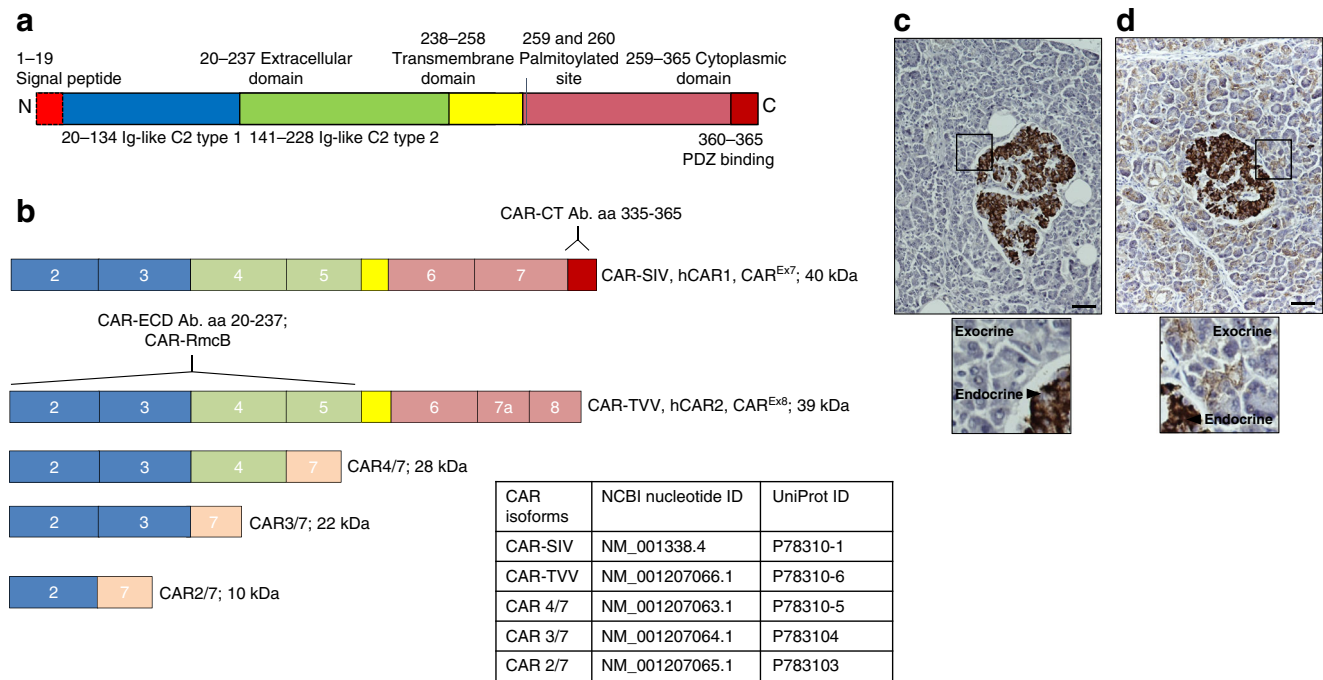 a
1–19
Signal peptide
20–237 Extracellular
domain
238–258
Transmembrane
domain
259 and 260
Palmitoylated
site
259–365 Cytoplasmic
domain
N
C
20–134 Ig-like C2 type 1
141–228 Ig-like C2 type 2
360–365
PDZ binding
b
CAR-CT Ab. aa 335-365
2 3 4 5 6 7
CAR-SIV, hCAR1, CAR^Ex7; 40 kDa
CAR-ECD Ab. aa 20-237;
CAR-RmcB
2 3 4 5 6 7a 8
CAR-TVV, hCAR2, CAR^Ex8; 39 kDa
2 3 4 7
CAR4/7; 28 kDa
2 3 7
CAR3/7; 22 kDa
2 7
CAR2/7; 10 kDa
CAR
isoforms
NCBI nucleotide ID
UniProt ID
CAR-SIV NM_001338.4 P78310-1
CAR-TVV NM_001207066.1 P78310-6
CAR 4/7 NM_001207063.1 P78310-5
CAR 3/7 NM_001207064.1 P783104
CAR 2/7 NM_001207065.1 P783103
c
Exocrine
Endocrine
d
Exocrine
Endocrine